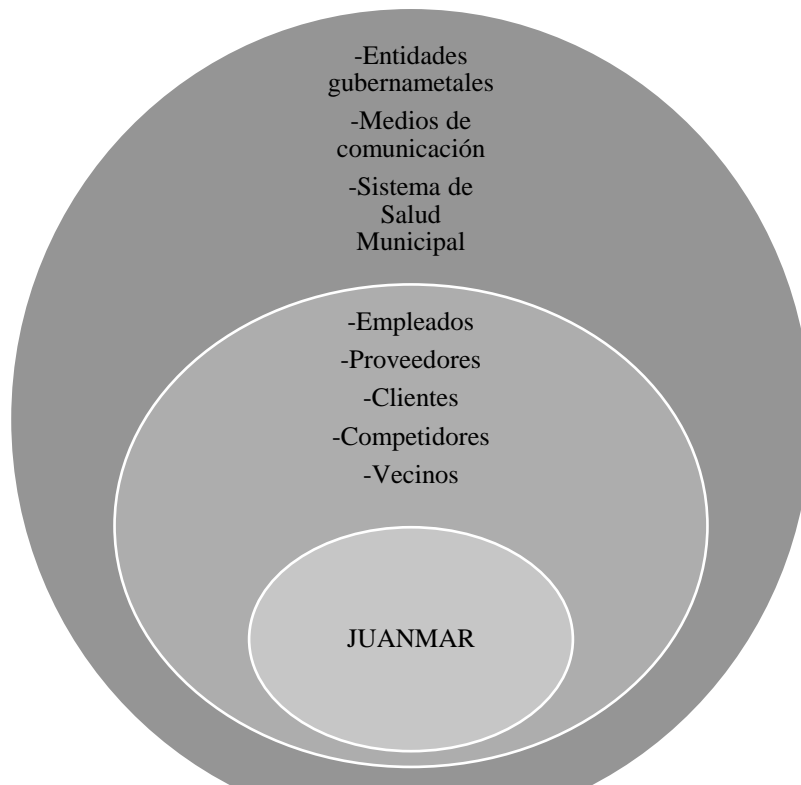 -Entidades
gubernametales
-Medios de
comunicación
-Sistema de
Salud
Municipal
-Empleados
-Proveedores
-Clientes
-Competidores
-Vecinos
JUANMAR